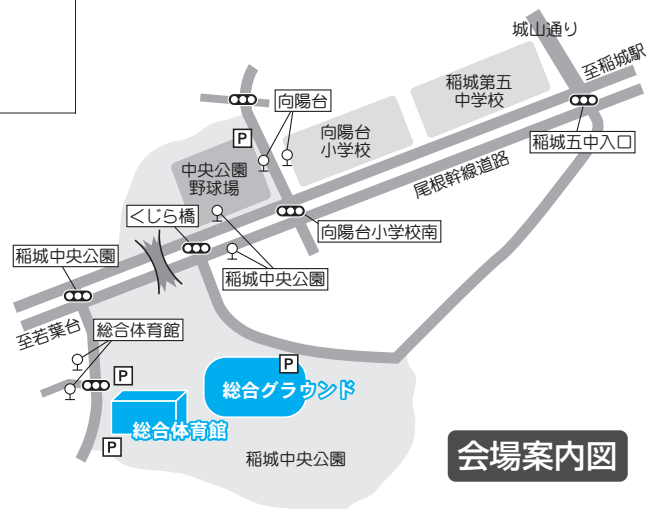 城山通り
至稲城駅
稲城第五
中学校
向陽台
P
向陽台
小学校
稲城五中入口
中央公園
野球場
尾根幹線道路
くじら橋
向陽台小学校南
稲城中央公園
稲城中央公園
至若葉台
総合体育館
P
P
総合グラウンド
総合体育館
P
稲城中央公園
会場案内図